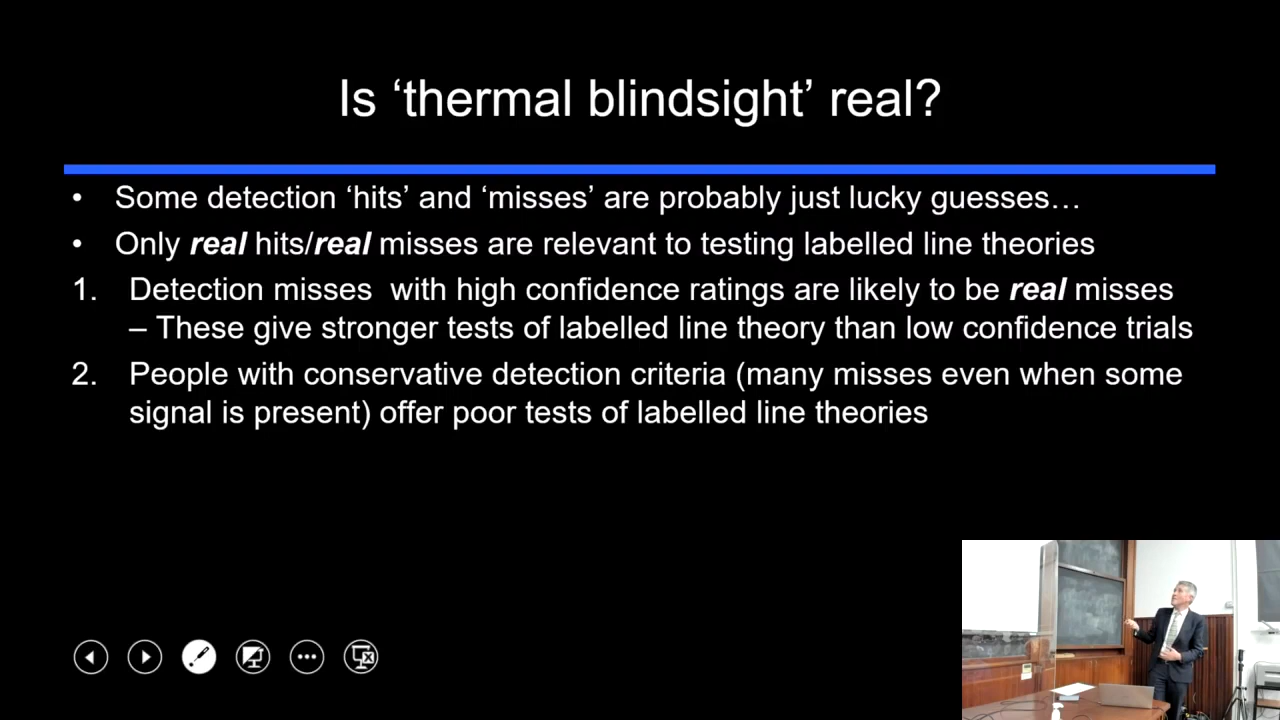 Is ‘thermal blindsight’ real?
• Some detection ‘hits’ and ‘misses’ are probably just lucky guesses…
• Only real hits/real misses are relevant to testing labelled line theories
1. Detection misses  with high confidence ratings are likely to be real misses
– These give stronger tests of labelled line theory than low confidence trials
2. People with conservative detection criteria (many misses even when some
signal is present) offer poor tests of labelled line theories